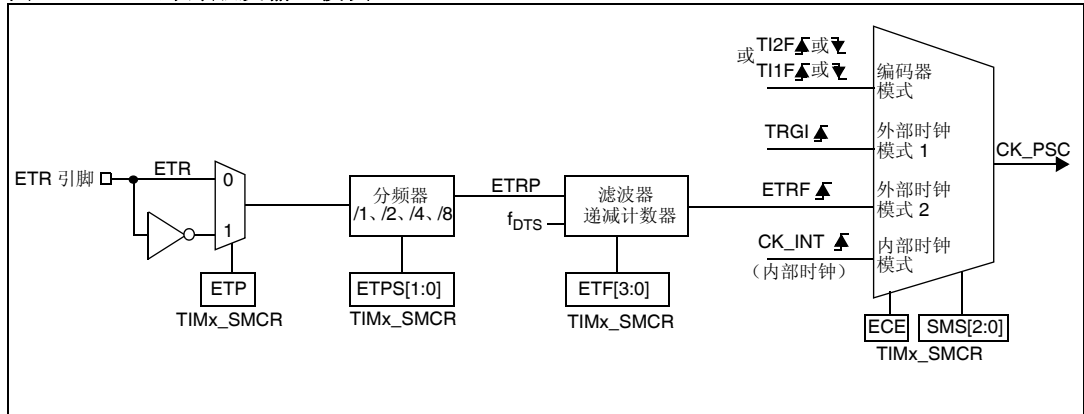 或 TI2F 或
TI1F 或
编码器
模式
TRGI
外部时钟
模式 1
CK_PSC
ETR 引脚
ETR
0
1
ETP
TIMx_SMCR
分频器
/1、/2、/4、/8
ETPS[1:0]
TIMx_SMCR
ETRP
fDTS
滤波器
递减计数器
ETF[3:0]
TIMx_SMCR
ETRF
外部时钟
模式 2
CK_INT
（内部时钟）
内部时钟
模式
ECE
SMS[2:0]
TIMx_SMCR